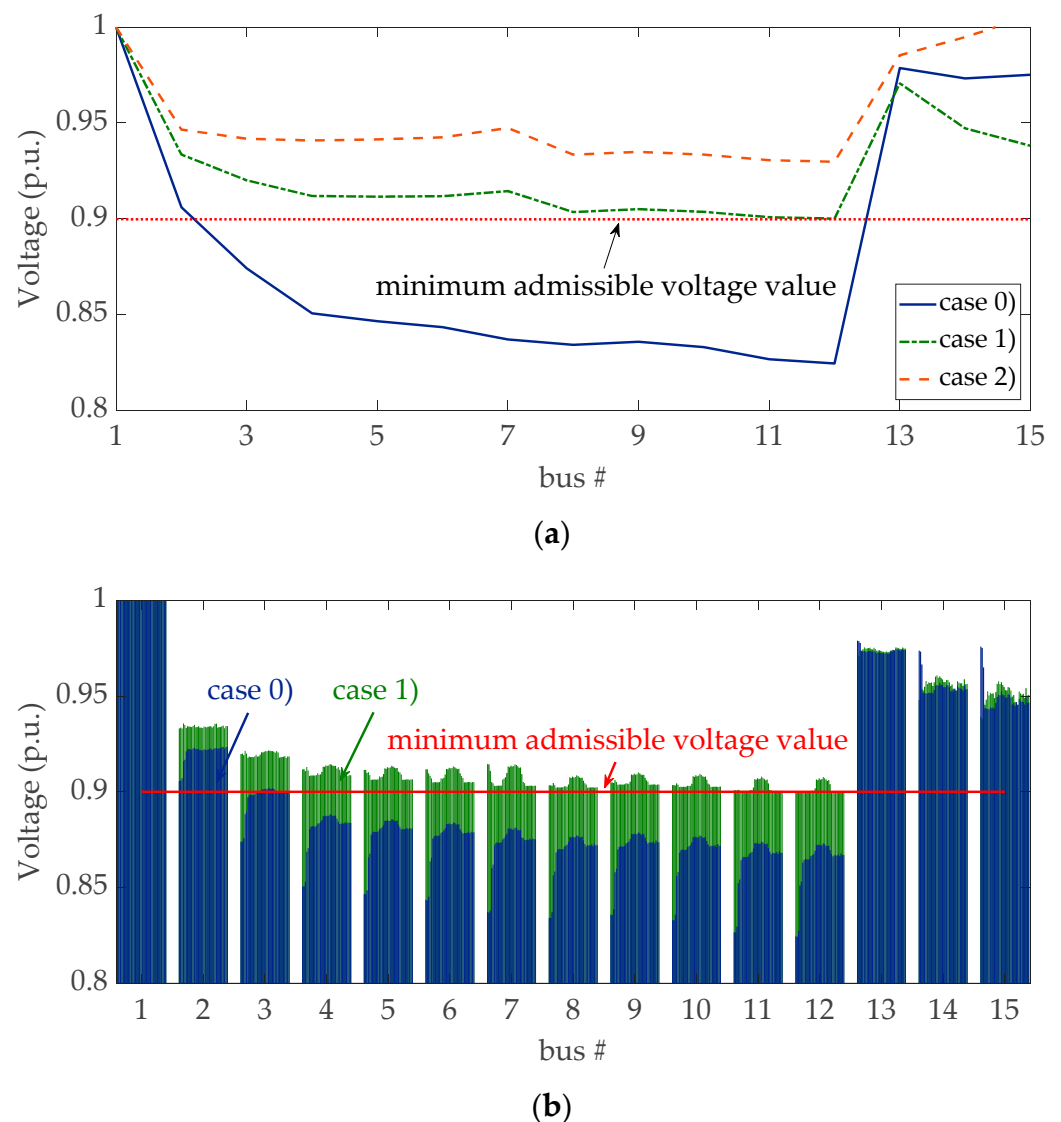 1
0.95
0.9
0.85
0.8
Voltage (p.u.)
minimum admissible voltage value
case 0)
case 1)
case 2)
1 3 5 7 9 11 13 15
bus #
(a)
1
0.95
0.9
0.85
0.8
Voltage (p.u.)
case 0)
case 1)
minimum admissible voltage value
1 2 3 4 5 6 7 8 9 10 11 12 13 14 15
bus #
(b)